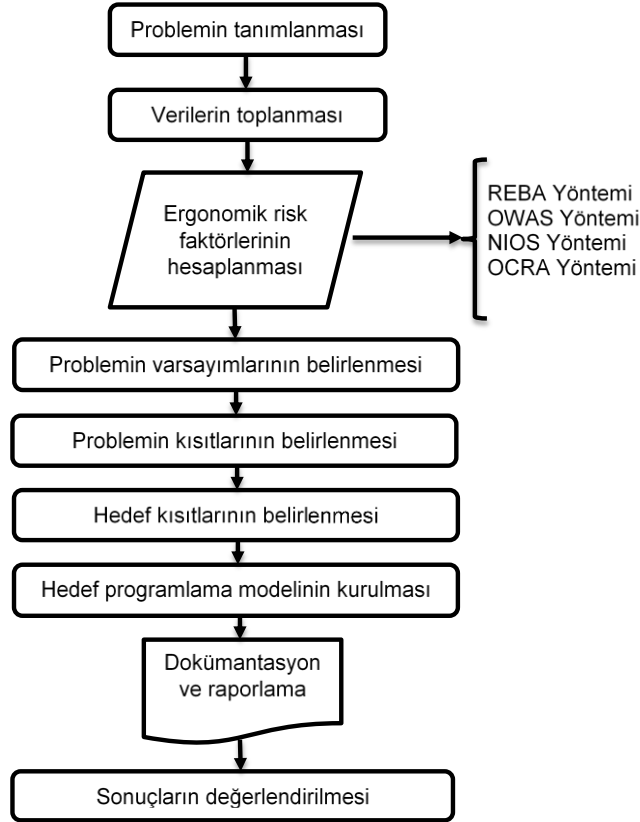 Problemin tanımlanması
Verilerin toplanması
Ergonomik risk
faktörlerinin
hesaplanması
REBA Yöntemi
OWAS Yöntemi
NIOS Yöntemi
OCRA Yöntemi
Problemin varsayımlarının belirlenmesi
Problemin kısıtlarının belirlenmesi
Hedef kısıtlarının belirlenmesi
Hedef programlama modelinin kurulması
Dokümantasyon
ve raporlama
Sonuçların değerlendirilmesi